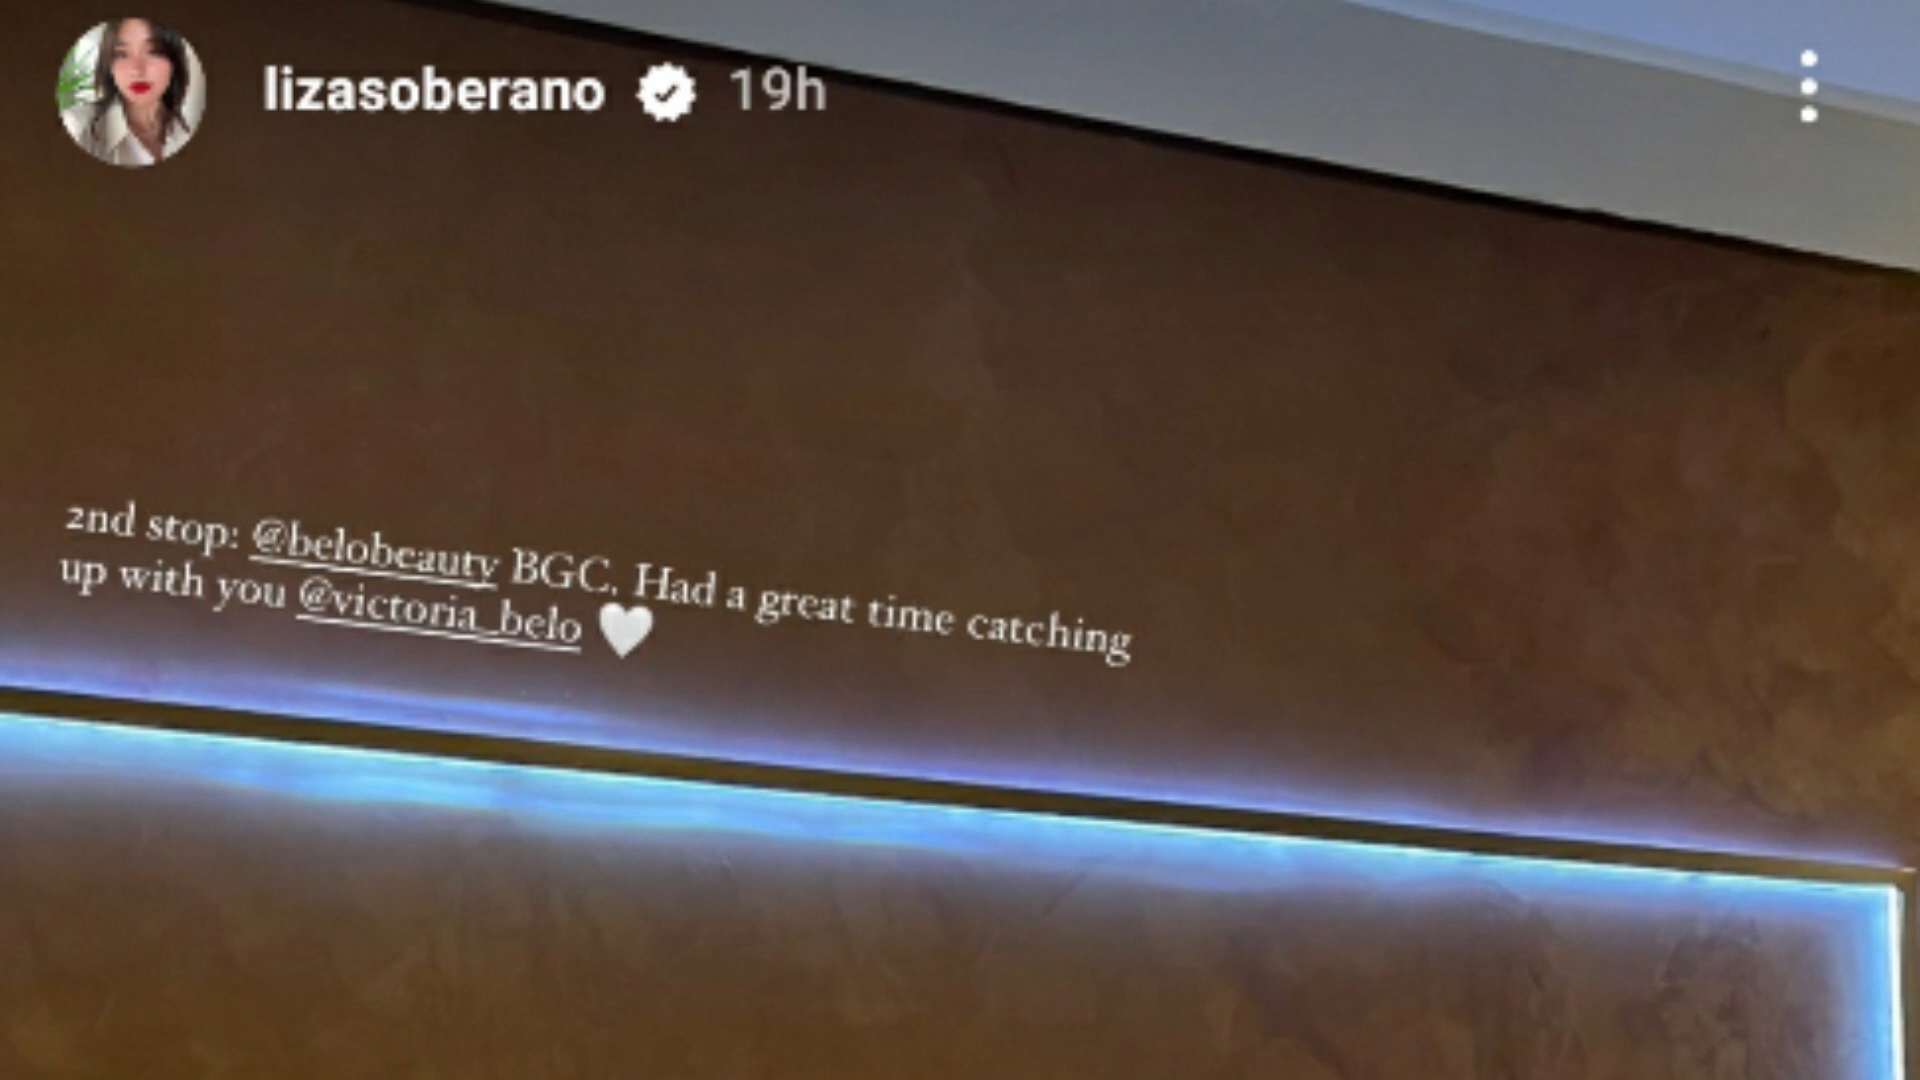 lizasoberano 19h
2nd stop: @belobeauty BGC. Had a great time catching
up with you @victoria_belo 🤍